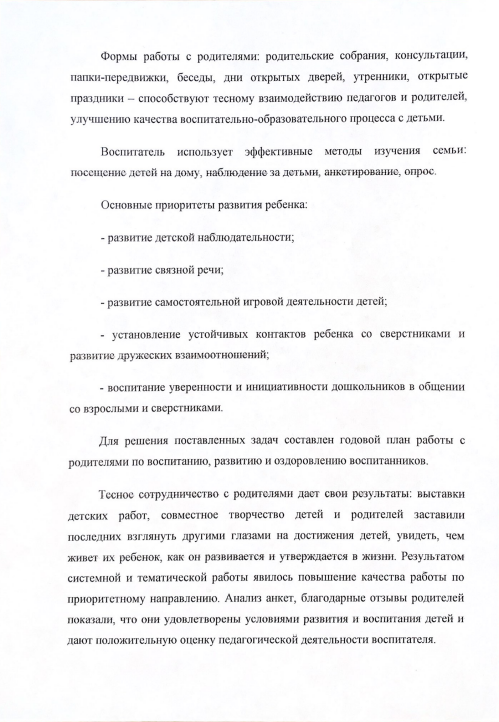 Формы работы с родителями: родительские собрания, консультации,
папки-передвижки, беседы, дни открытых дверей, утренники, открытые
праздники – способствуют тесному взаимодействию педагогов и родителей,
улучшению качества воспитательно-образовательного процесса с детьми.
Воспитатель использует эффективные методы изучения семьи:
посещение детей на дому, наблюдение за детьми, анкетирование, опрос.
Основные приоритеты развития ребенка:
- развитие детской наблюдательности;
- развитие связной речи;
- развитие самостоятельной игровой деятельности детей;
- установление устойчивых контактов ребенка со сверстниками и
развитие дружеских взаимоотношений;
- воспитание уверенности и инициативности дошкольников в общении
со взрослыми и сверстниками.
Для решения поставленных задач составлен годовой план работы с
родителями по воспитанию, развитию и оздоровлению воспитанников.
Тесное сотрудничество с родителями дает свои результаты: выставки
детских работ, совместное творчество детей и родителей заставили
последних взглянуть другими глазами на достижения детей, увидеть, чем
живет их ребенок, как он развивается и утверждается в жизни. Результатом
системной и тематической работы явилось повышение качества работы по
приоритетному направлению. Анализ анкет, благодарные отзывы родителей
показали, что они удовлетворены условиями развития и воспитания детей и
дают положительную оценку педагогической деятельности воспитателя.